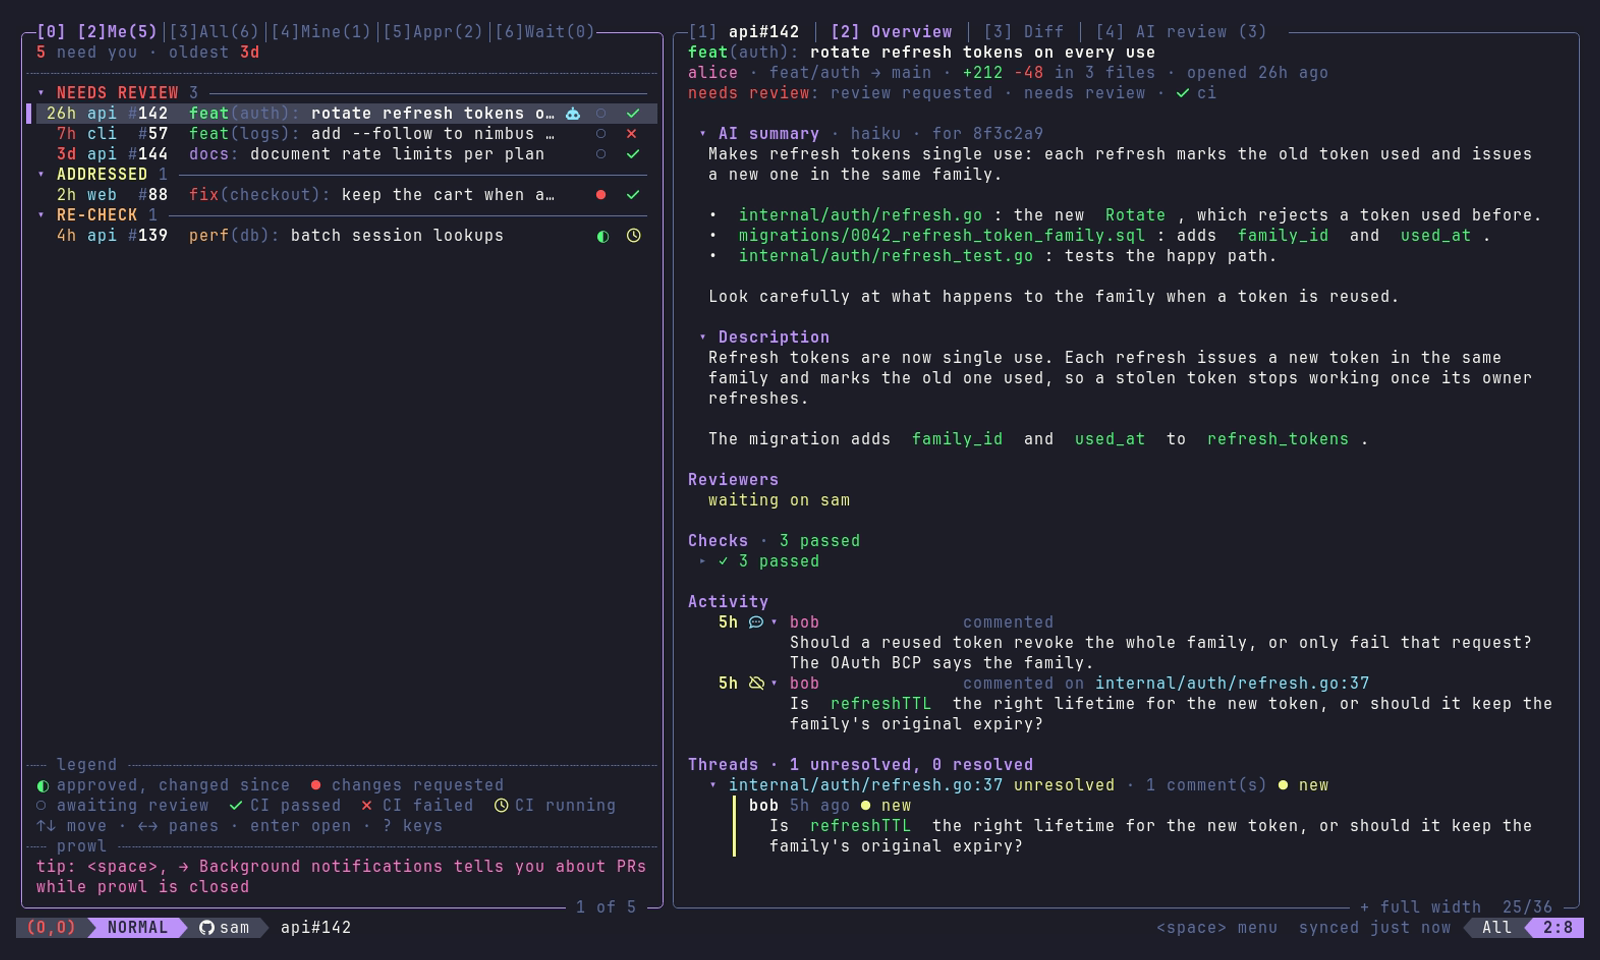 [0] [2]Me(5)│[3]All(6)│[4]Mine(1)│[5]Appr(2)│[6]Wait(0)
5 need you · oldest 3d
▾ NEEDS REVIEW 3
26h api #142 feat(auth): rotate refresh tokens o… ○ ✓
7h cli #57 feat(logs): add --follow to nimbus … ○ ✗
3d api #144 docs: document rate limits per plan ○ ✓
▾ ADDRESSED 1
2h web #88 fix(checkout): keep the cart when a… ● ✓
▾ RE-CHECK 1
4h api #139 perf(db): batch session lookups ◐
legend
◐ approved, changed since ● changes requested
○ awaiting review ✓ CI passed ✗ CI failed CI running
↑↓ move · ←→ panes · enter open · ? keys
prowl
tip: <space>, → Background notifications tells you about PRs
while prowl is closed
1 of 5
[1] api#142 │ [2] Overview │ [3] Diff │ [4] AI review (3)
feat(auth): rotate refresh tokens on every use
alice · feat/auth → main · +212 -48 in 3 files · opened 26h ago
needs review: review requested · needs review · ✓ ci
▾ AI summary · haiku · for 8f3c2a9
Makes refresh tokens single use: each refresh marks the old token used and issues
a new one in the same family.
• internal/auth/refresh.go : the new Rotate , which rejects a token used before.
• migrations/0042_refresh_token_family.sql : adds family_id and used_at .
• internal/auth/refresh_test.go : tests the happy path.
Look carefully at what happens to the family when a token is reused.
▾ Description
Refresh tokens are now single use. Each refresh issues a new token in the same
family and marks the old one used, so a stolen token stops working once its owner
refreshes.
The migration adds family_id and used_at to refresh_tokens .
Reviewers
waiting on sam
Checks · 3 passed
▸ ✓ 3 passed
Activity
5h ▾ bob commented
Should a reused token revoke the whole family, or only fail that request?
The OAuth BCP says the family.
5h ▾ bob commented on internal/auth/refresh.go:37
Is refreshTTL the right lifetime for the new token, or should it keep the
family's original expiry?
Threads · 1 unresolved, 0 resolved
▾ internal/auth/refresh.go:37 unresolved · 1 comment(s) ● new
bob 5h ago ● new
Is refreshTTL the right lifetime for the new token, or should it keep the
family's original expiry?
+ full width 25/36
(O,O) NORMAL sam api#142
<space> menu synced just now All 2:8